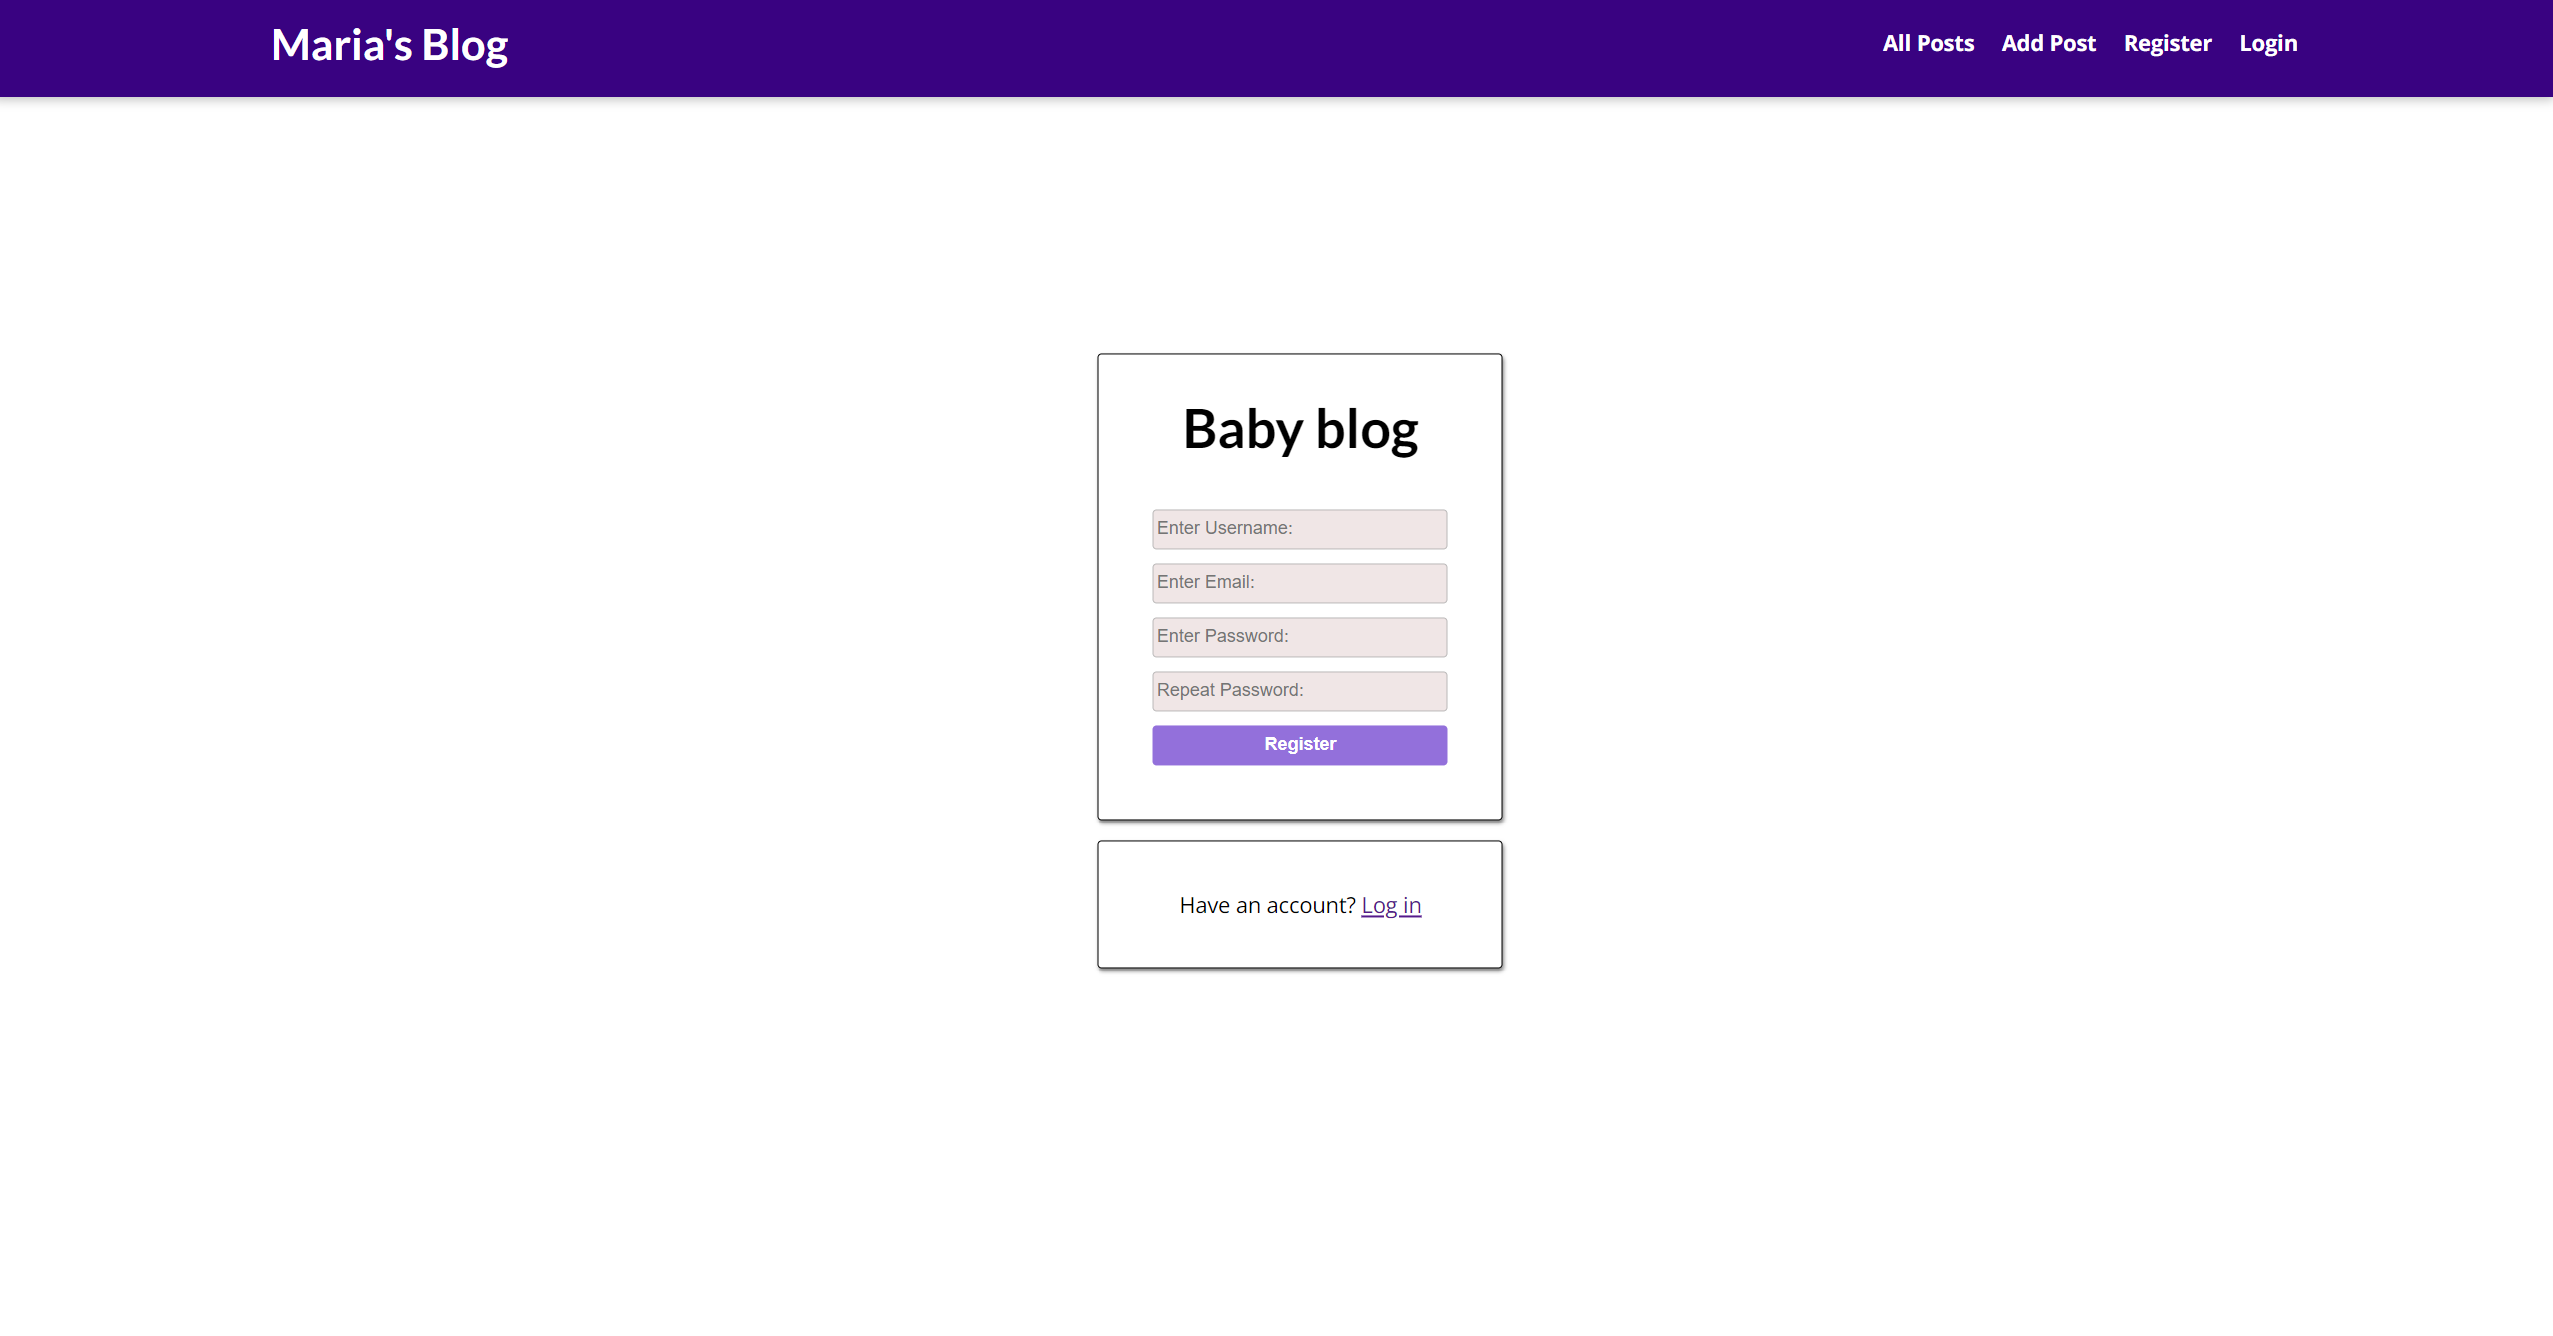 Maria's Blog
All Posts Add Post Register Login
Baby blog
Enter Username:
Enter Email:
Enter Password:
Repeat Password:
Register
Have an account? Log in